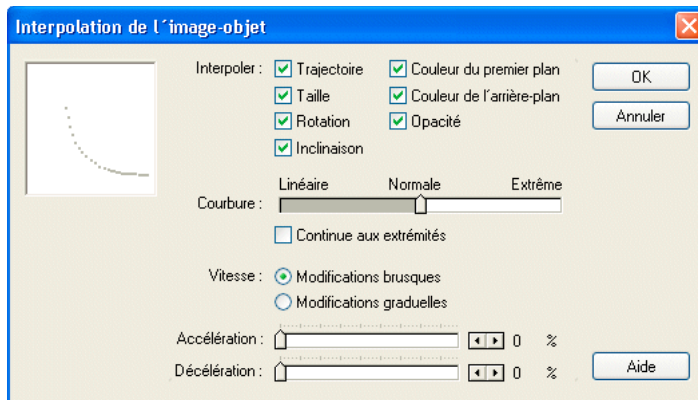 Interpolation de l´image-objet
Interpoler : Trajectoire Couleur du premier plan
Taille Couleur de l´arrière-plan
Rotation Opacité
Inclinaison
OK
Annuler
Linéaire Normale Extrême
Courbure :
Continue aux extrémités
Vitesse : Modifications brusques
Modifications graduelles
Accélération : 0 %
Décélération : 0 %
Aide